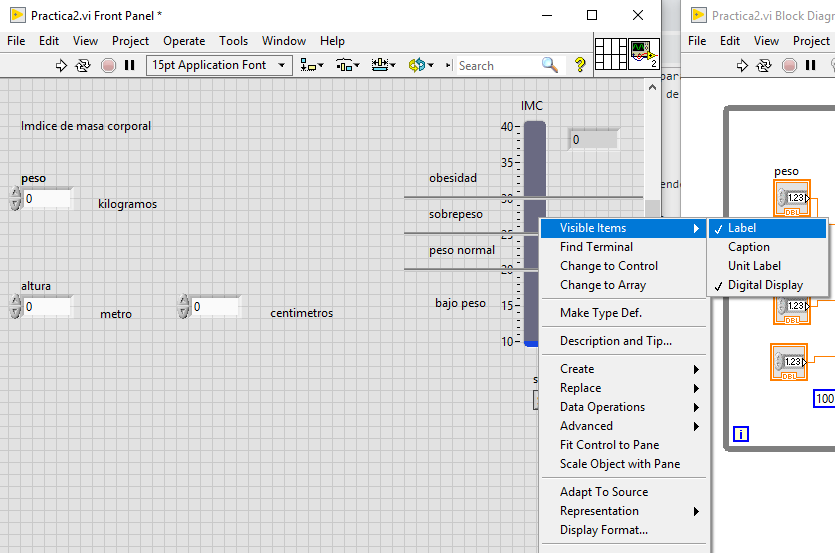 Practica2.vi Front Panel *
File Edit View Project Operate Tools Window Help
15pt Application Font
Search
?
2
Imdice de masa corporal
peso
0
kilogramos
altura
0
metro
0
centimetros
IMC
0
40
35
30
25
20
15
10
obesidad
sobrepeso
peso normal
bajo peso
s
Visible Items
Find Terminal
Change to Control
Change to Array
Make Type Def.
Description and Tip...
Create
Replace
Data Operations
Advanced
Fit Control to Pane
Scale Object with Pane
Adapt To Source
Representation
Display Format...
Label
Caption
Unit Label
Digital Display
Practica2.vi Block Diagr
File Edit View Project
par
de
ende
peso
1.23
DBL
1.23
DBL
1.23
DBL
100
i